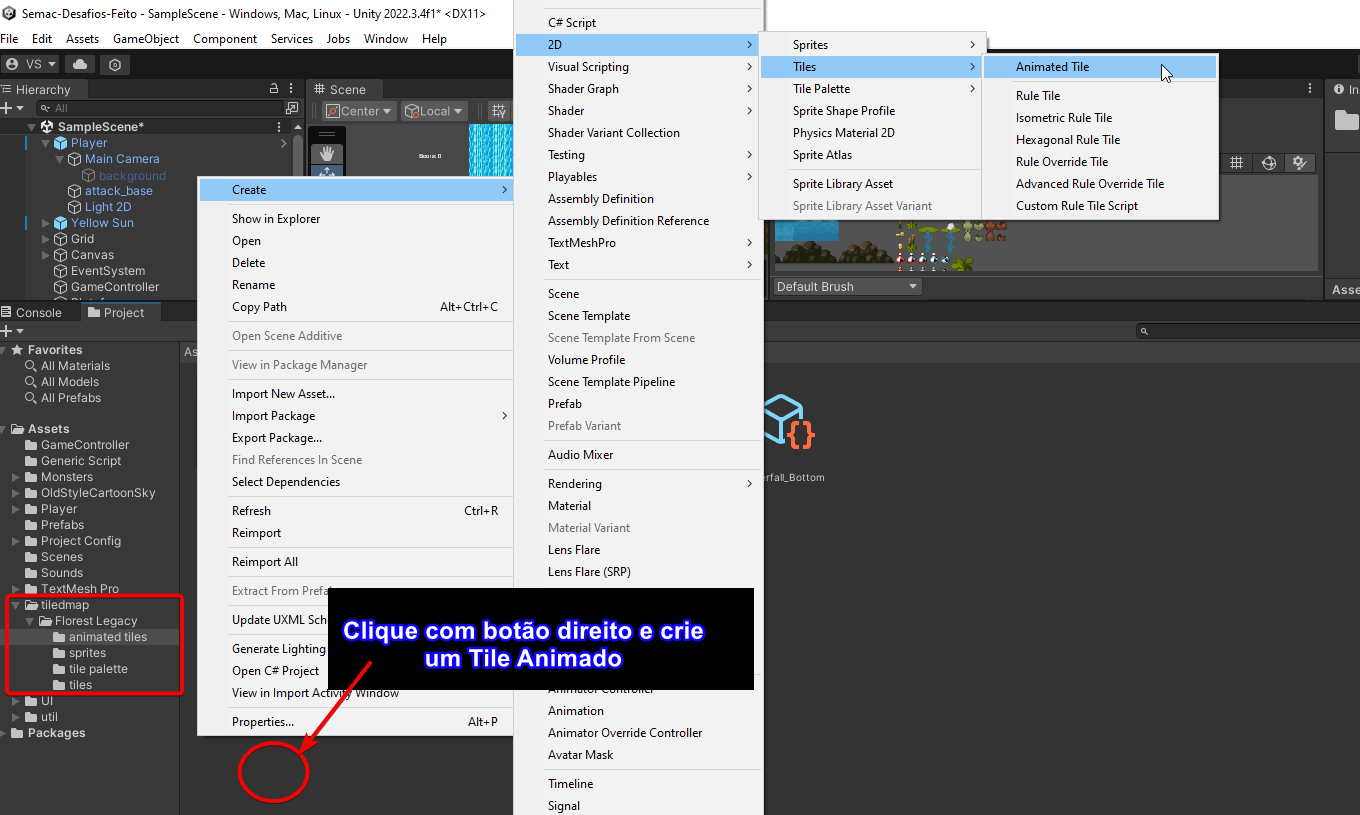 Semac-Desafios-Feito - SampleScene - Windows, Mac, Linux - Unity 2022.3.4f1* <DX11>
File Edit Assets GameObject Component Services Jobs Window Help
VS
Hierarchy
All
SampleScene*
Player
Main Camera
background
attack_base
Light 2D
Yellow Sun
Grid
Canvas
EventSystem
GameController
Scene
Center
Local
Create
Show in Explorer
Open
Delete
Rename
Copy Path Alt+Ctrl+C
Open Scene Additive
View in Package Manager
Import New Asset...
Import Package
Export Package...
Find References In Scene
Select Dependencies
Refresh Ctrl+R
Reimport
Reimport All
Extract From
Update UXML
Generate Lighting
Open C# Project
View in Import Activity Window
Properties... Alt+P
C# Script
2D
Visual Scripting
Shader Graph
Shader
Shader Variant Collection
Testing
Playables
Assembly Definition
Assembly Definition Reference
TextMeshPro
Text
Scene
Scene Template
Scene Template From Scene
Volume Profile
Scene Template Pipeline
Prefab
Prefab Variant
Audio Mixer
Rendering
Material
Material Variant
Lens Flare
Lens Flare (SRP)
Animator Controller
Animation
Animator Override Controller
Avatar Mask
Timeline
Signal
Sprites
Tiles
Tile Palette
Sprite Shape Profile
Physics Material 2D
Sprite Atlas
Sprite Library Asset
Sprite Library Asset Variant
Animated Tile
Rule Tile
Isometric Rule Tile
Hexagonal Rule Tile
Rule Override Tile
Advanced Rule Override Tile
Custom Rule Tile Script
Default Brush
In
Asse
Console
Project
Favorites
All Materials
All Models
All Prefabs
Assets
GameController
Generic Script
Monsters
OldStyleCartoonSky
Player
Prefabs
Project Config
Scenes
Sounds
TextMesh Pro
tiledmap
Florest Legacy
animated tiles
sprites
tile palette
tiles
UI
util
Packages
As
erfall_Bottom
Clique com botão direito e crie
um Tile Animado